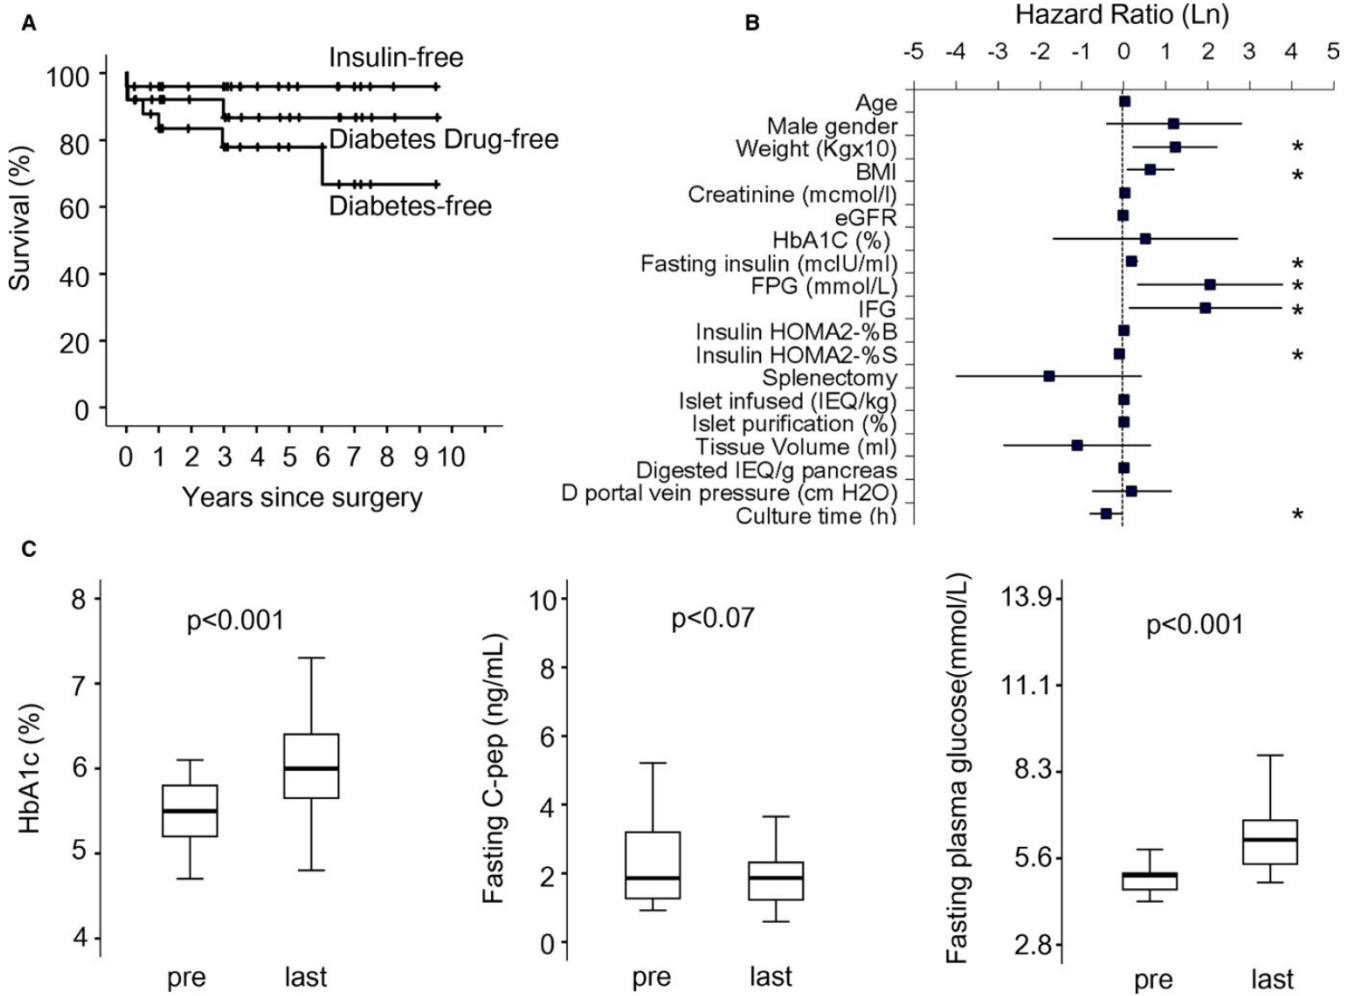 A
Insulin-free
Diabetes Drug-free
Diabetes-free
Survival (%)
100
80
60
40
20
0
0 1 2 3 4 5 6 7 8 9 10
Years since surgery
B
Hazard Ratio (Ln)
-5 -4 -3 -2 -1 0 1 2 3 4 5
Age
Male gender
Weight (Kgx10) *
BMI *
Creatinine (mcmol/l)
eGFR
HbA1C (%)
Fasting insulin (mcIU/ml) *
FPG (mmol/L) *
IFG *
Insulin HOMA2-%B
Insulin HOMA2-%S *
Splenectomy
Islet infused (IEQ/kg)
Islet purification (%)
Tissue Volume (ml)
Digested IEQ/g pancreas
D portal vein pressure (cm H2O)
Culture time (h) *
C
HbA1c (%)
8
7
6
5
4
p<0.001
pre last
Fasting C-pep (ng/mL)
10
8
6
4
2
0
p<0.07
pre last
Fasting plasma glucose(mmol/L)
13.9
11.1
8.3
5.6
2.8
p<0.001
pre last